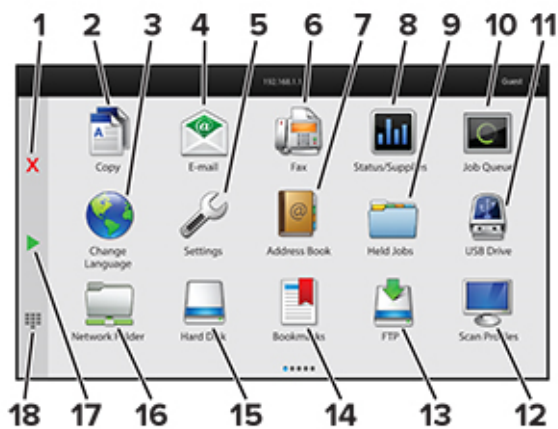 1 2 3 4 5 6 7 8 9 10 11
192.168.1.1
Guest
X
A
@
Copy E-mail Fax Status/Supplies Job Queue
@
Change Settings Address Book Held Jobs USB Drive
Language
Network Folder Hard Disk Bookmarks FTP Scan Profiles
18 17 16 15 14 13 12